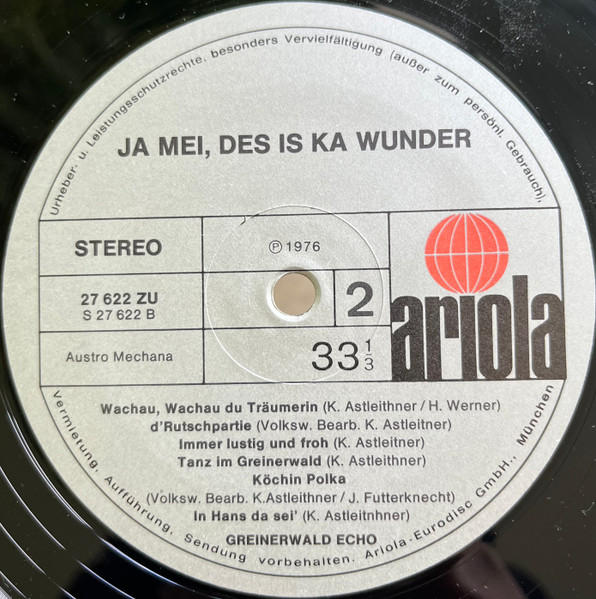 Urheber- u. Leistungsschutzrechte, besonders Vervielfältigung (außer zum persönl. Gebrauch),
JA MEI, DES IS KA WUNDER
STEREO
Ⓟ 1976
27 622 ZU
S 27 622 B
2
ariola
Austro Mechana
33 1/3
Wachau, Wachau du Träumerin (K. Astleithner / H. Werner)
d'Rutschpartie (Volksw. Bearb. K. Astleitner)
Immer lustig und froh (K. Astleitner)
Tanz im Greinerwald (K. Astleithner)
Köchin Polka
(Volksw. Bearb. K.Astleithner / J. Futterknecht)
In Hans da sei' (K. Astleitnhner)
GREINERWALD ECHO
Vermietung, Aufführung, Sendung vorbehalten. Ariola-Eurodisc GmbH., München